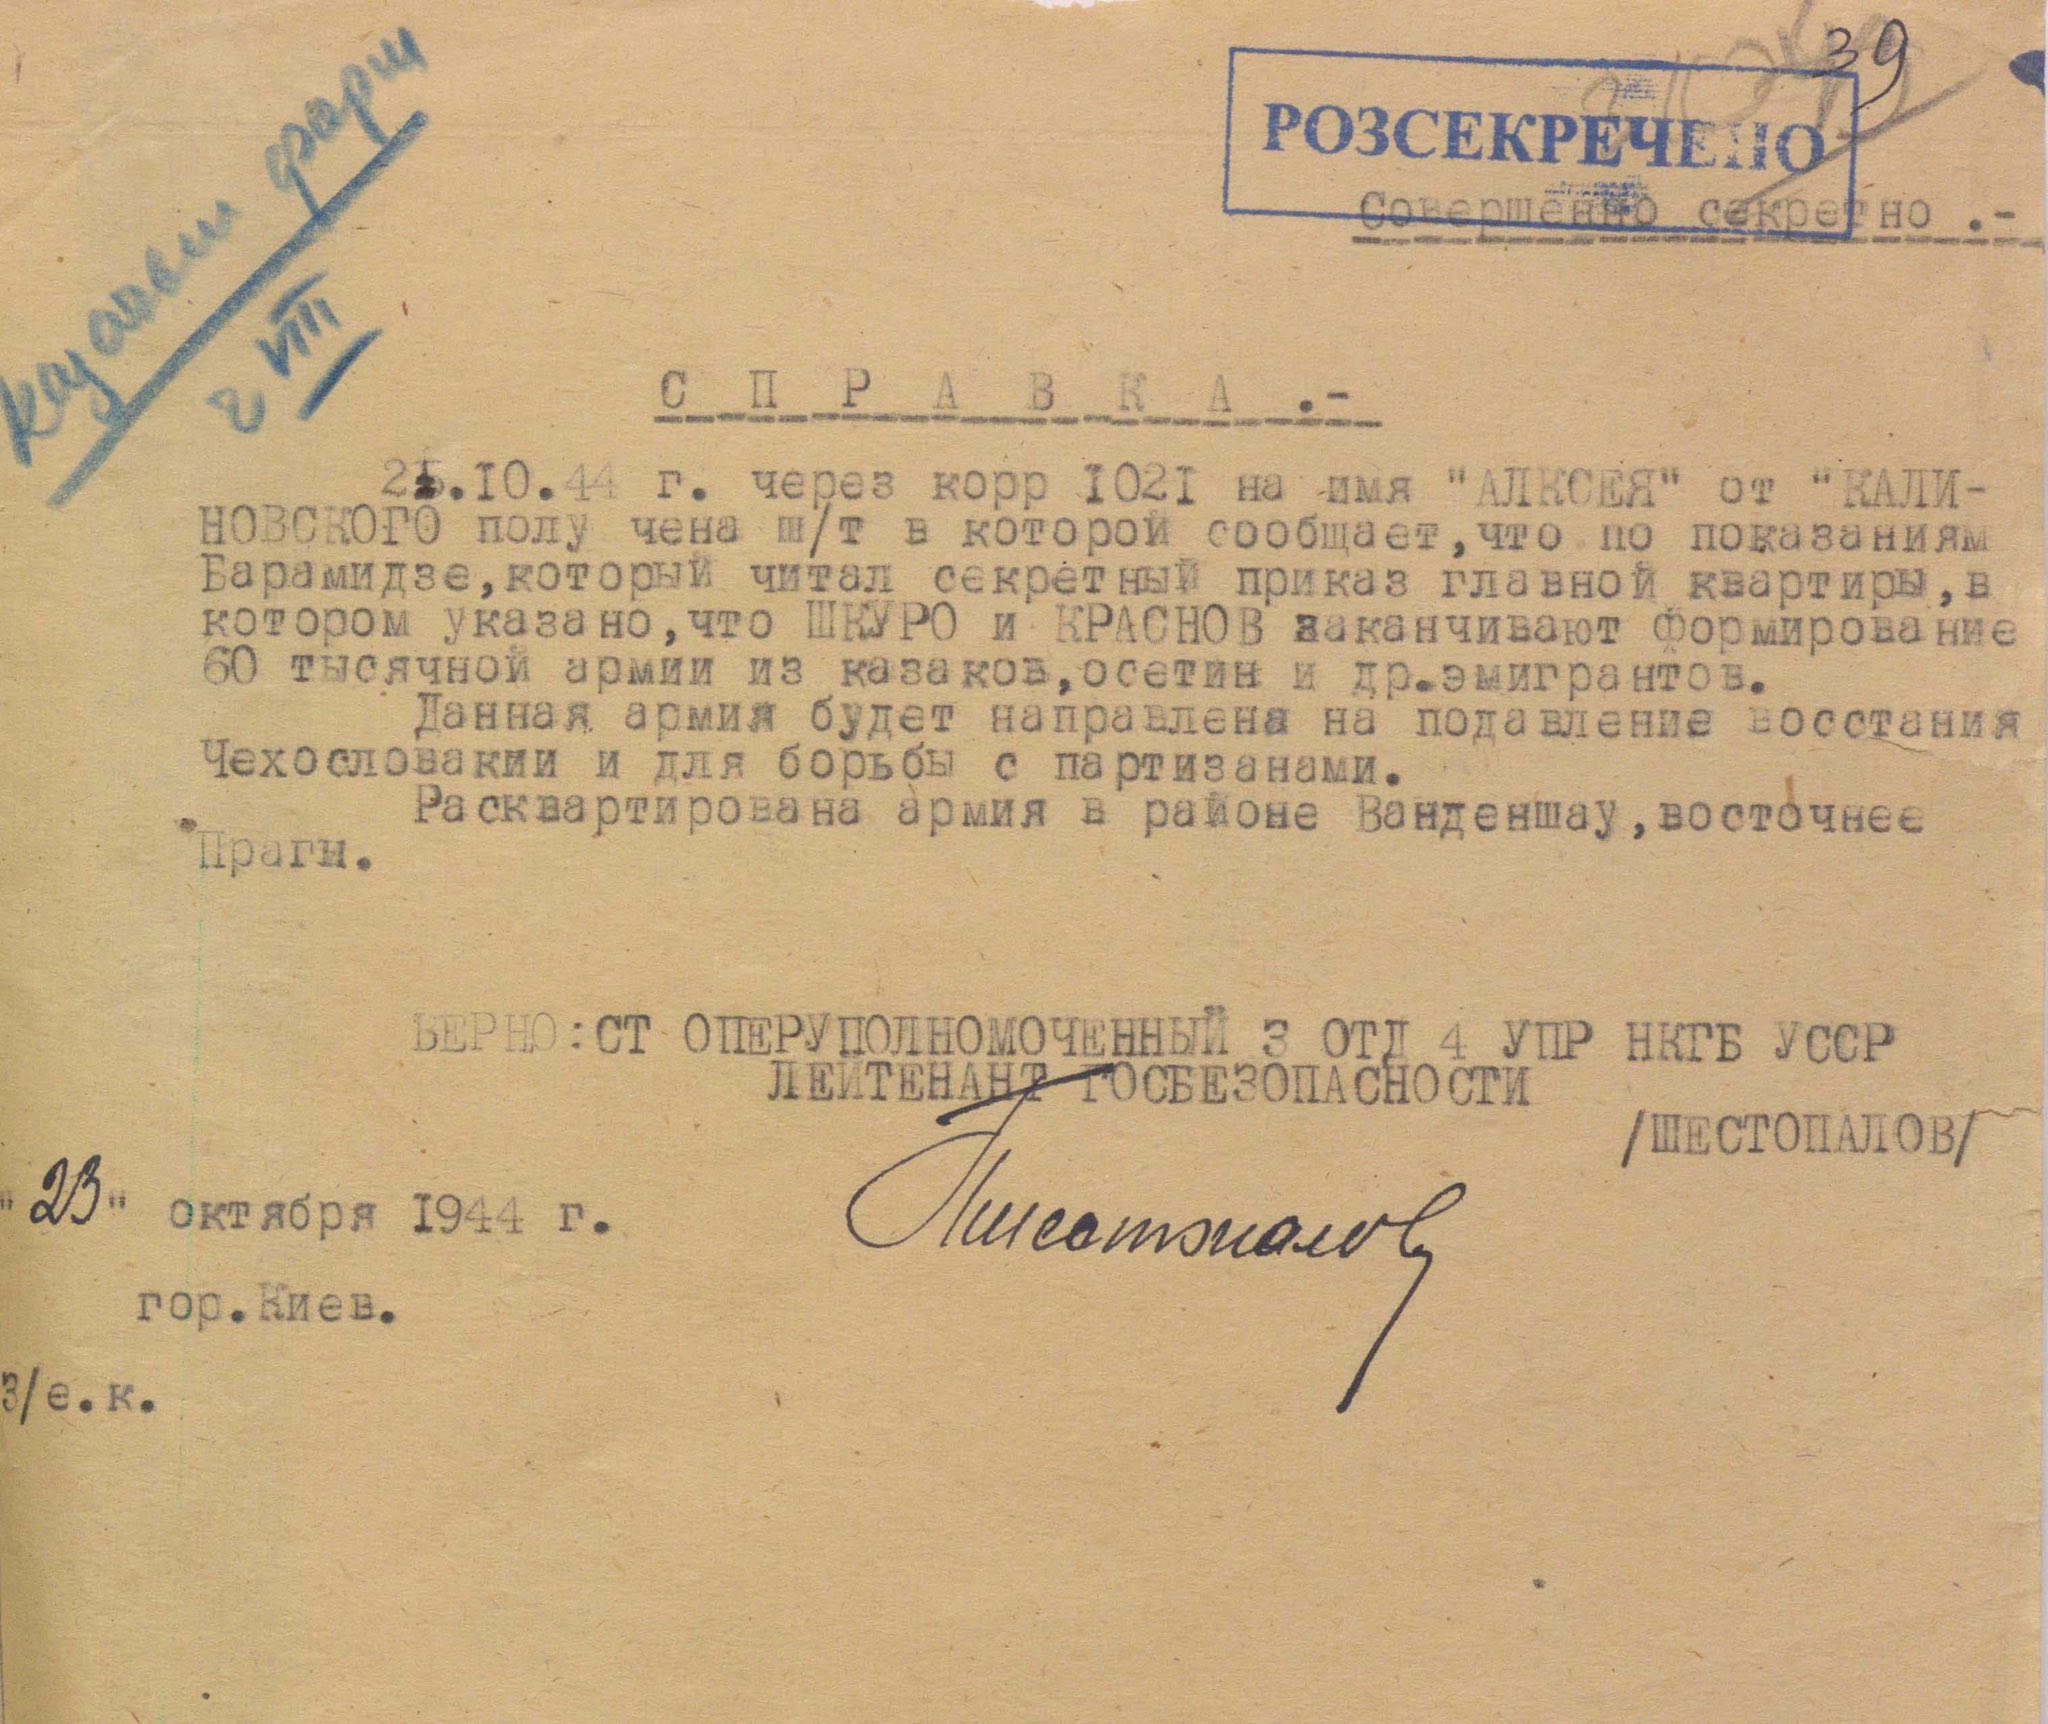 39
РОЗСЕКРЕЧЕНО
Совершенно секретно .-
С П Р А В К А .-
.10.44 г. через корр 1021 на имя "АЛКСЕЯ" от "КАЛИ-
НОВСКОГО полу чена ш/т в которой сообщает,что по показаниям
Барамидзе,который читал секретный приказ главной квартиры,в
котором указано,что ШКУРО и КРАСНОВ заканчивают формирование
60 тысячной армии из казаков,осетин и др.эмигрантов.
Данная армия будет направлена на подавление восстания
Чехословакии и для борьбы с партизанами.
Расквартирована армия в районе Ванденшау,восточнее
Праги.
ВЕРНО:СТ ОПЕРУПОЛНОМОЧЕННЫЙ 3 ОТД 4 УПР НКГБ УССР
ЛЕЙТЕНАНТ ГОСБЕЗОПАСНОСТИ
/ШЕСТОПАЛОВ/
"23" октября 1944 г.
гор.Киев.
3/е.к.